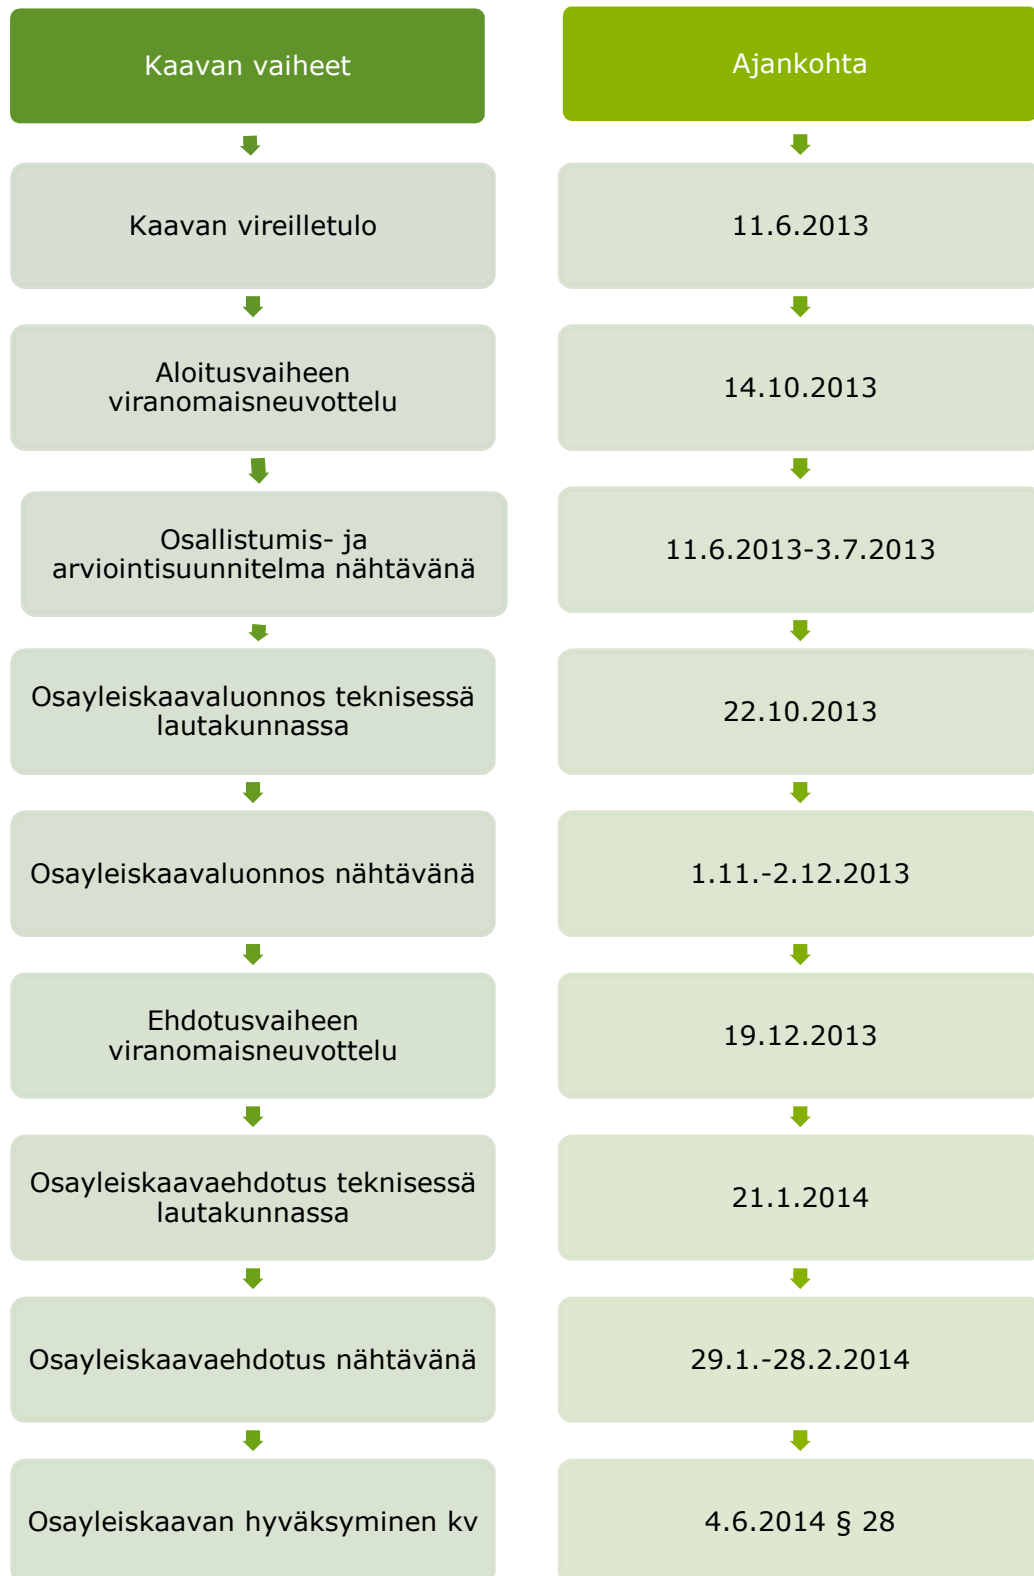 Kaavan vaiheet
Ajankohta
Kaavan vireilletulo
11.6.2013
Aloitusvaiheen
viranomaisneuvottelu
14.10.2013
Osallistumis- ja
arviointisuunnitelma nähtävänä
11.6.2013-3.7.2013
Osayleiskaavaluonnos teknisessä
lautakunnassa
22.10.2013
Osayleiskaavaluonnos nähtävänä
1.11.-2.12.2013
Ehdotusvaiheen
viranomaisneuvottelu
19.12.2013
Osayleiskaavaehdotus teknisessä
lautakunnassa
21.1.2014
Osayleiskaavaehdotus nähtävänä
29.1.-28.2.2014
Osayleiskaavan hyväksyminen kv
4.6.2014 § 28